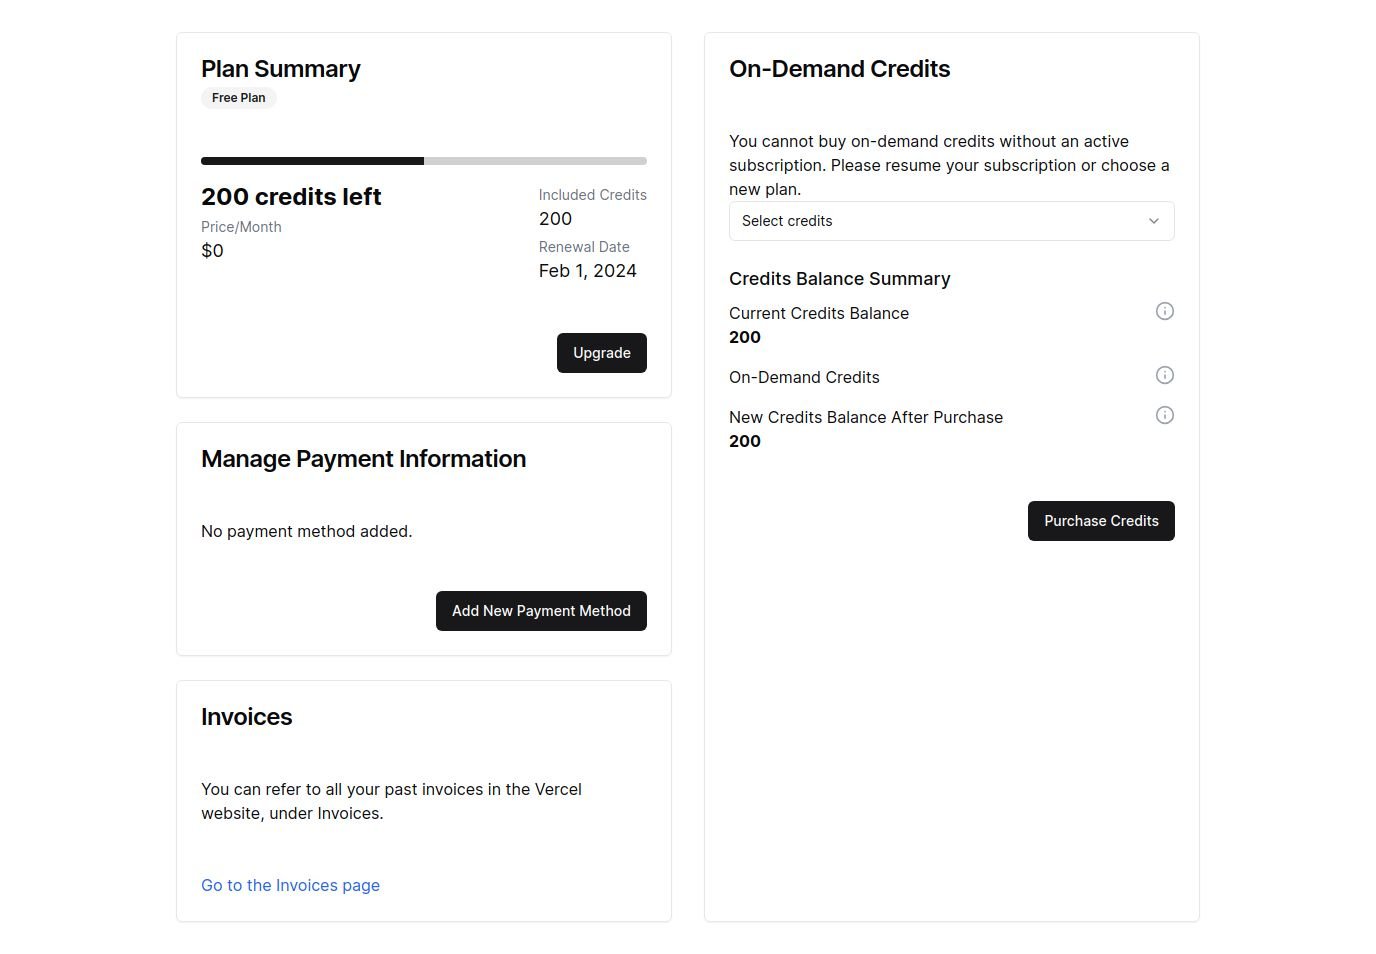 Plan Summary
Free Plan
200 credits left
Price/Month
$0
Included Credits
200
Renewal Date
Feb 1, 2024
Upgrade
Manage Payment Information
No payment method added.
Add New Payment Method
Invoices
You can refer to all your past invoices in the Vercel
website, under Invoices.
Go to the Invoices page
On-Demand Credits
You cannot buy on-demand credits without an active
subscription. Please resume your subscription or choose a
new plan.
Select credits
Credits Balance Summary
Current Credits Balance
200
On-Demand Credits
New Credits Balance After Purchase
200
Purchase Credits